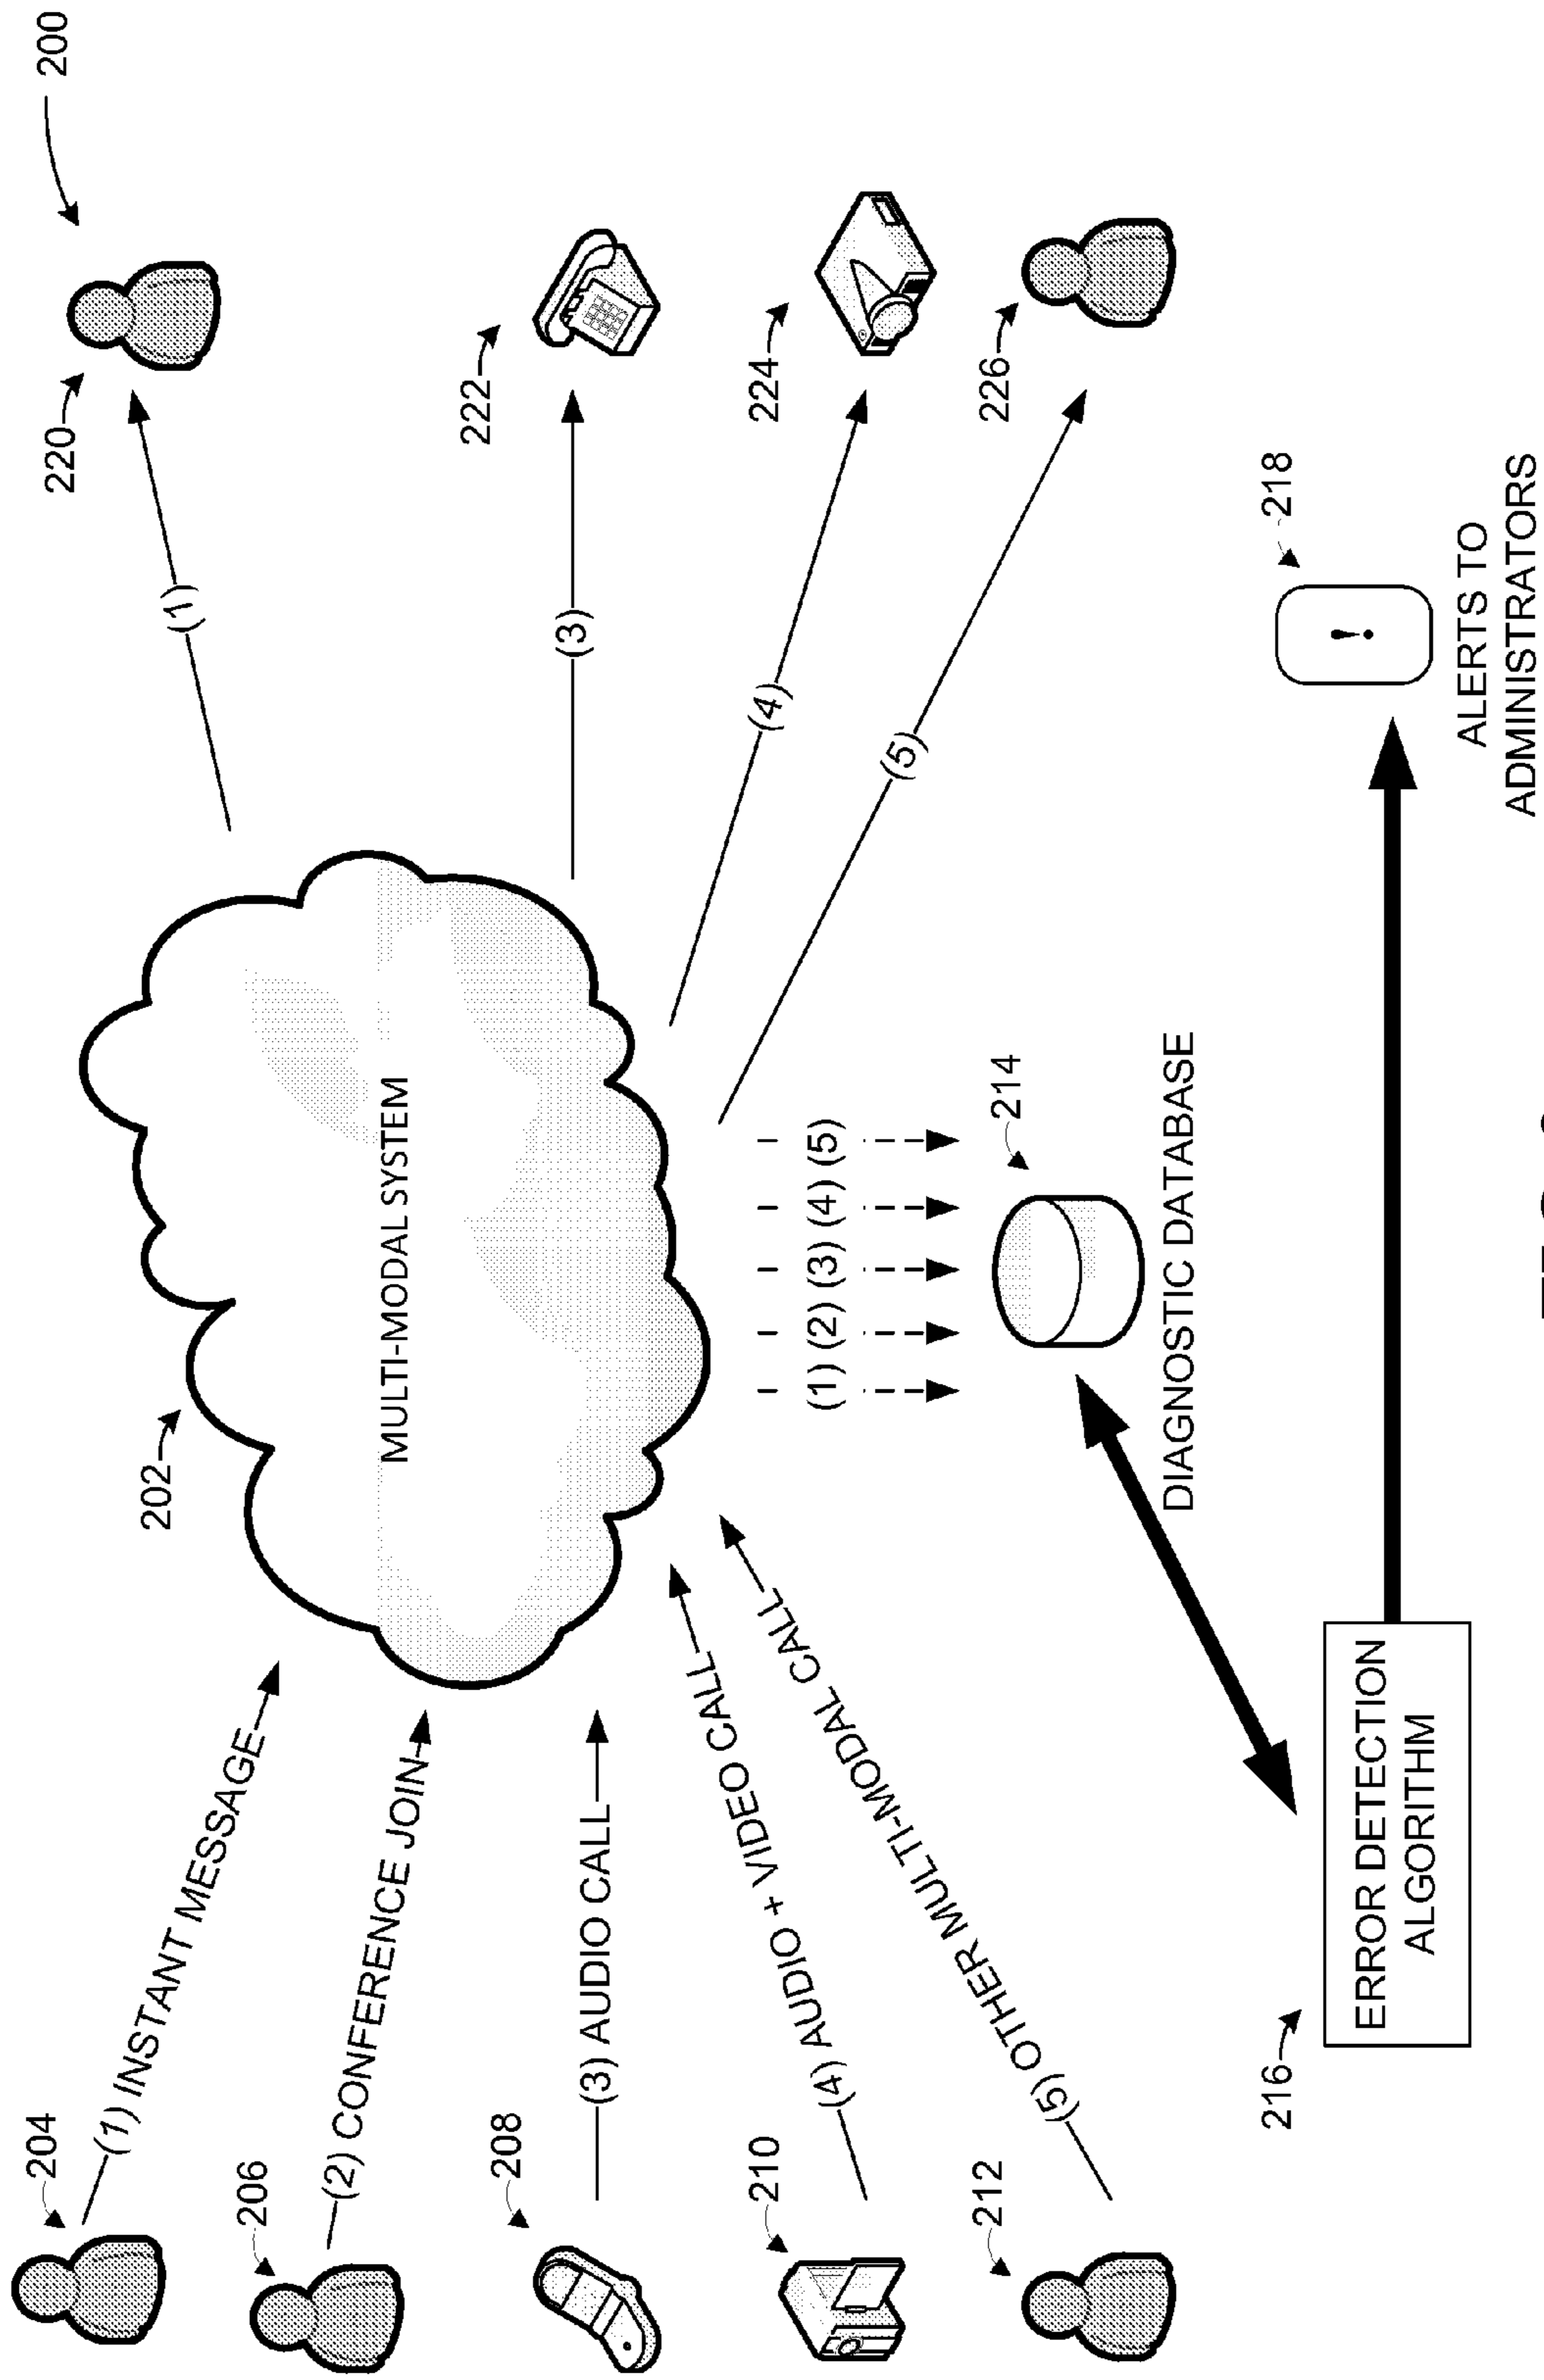 200
220
(1)
222
(3)
224
(4)
226
(5)
202
MULTI-MODAL SYSTEM
204
(1) INSTANT MESSAGE
206
(2) CONFERENCE JOIN
208
(3) AUDIO CALL
210
(4) AUDIO + VIDEO CALL
212
(5) OTHER MULTI-MODAL CALL
(1) (2) (3) (4) (5)
214
DIAGNOSTIC DATABASE
216
ERROR DETECTION
ALGORITHM
218
ALERTS TO
ADMINISTRATORS